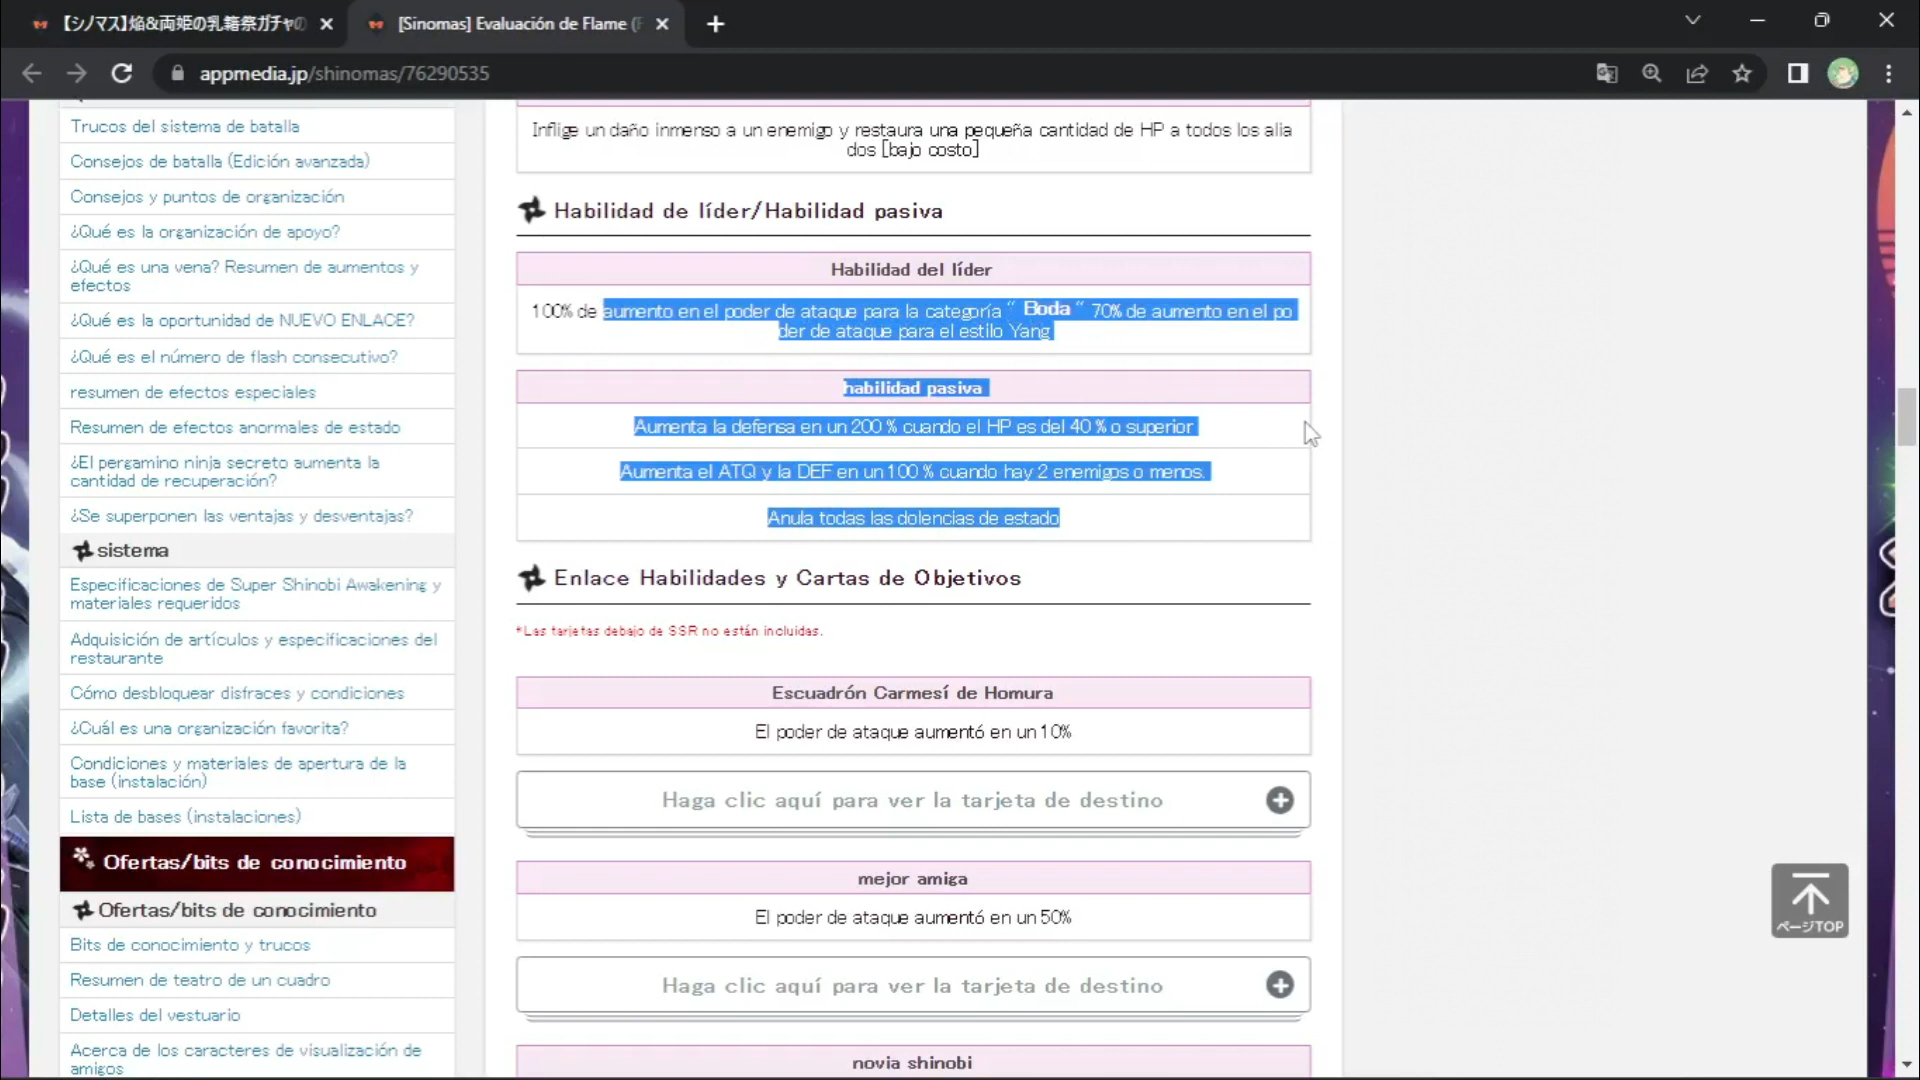 【シノマス】焔&両姫の乳籍祭ガチャの
[Sinomas] Evaluación de Flame (
appmedia.jp/shinomas/76290535
Trucos del sistema de batalla
Consejos de batalla (Edición avanzada)
Consejos y puntos de organización
¿Qué es la organización de apoyo?
¿Qué es una vena? Resumen de aumentos y
efectos
¿Qué es la oportunidad de NUEVO ENLACE?
¿Qué es el número de flash consecutivo?
resumen de efectos especiales
Resumen de efectos anormales de estado
¿El pergamino ninja secreto aumenta la
cantidad de recuperación?
¿Se superponen las ventajas y desventajas?
sistema
Especificaciones de Super Shinobi Awakening y
materiales requeridos
Adquisición de artículos y especificaciones del
restaurante
Cómo desbloquear disfraces y condiciones
¿Cuál es una organización favorita?
Condiciones y materiales de apertura de la
base (instalación)
Lista de bases (instalaciones)
Ofertas/bits de conocimiento
Ofertas/bits de conocimiento
Bits de conocimiento y trucos
Resumen de teatro de un cuadro
Detalles del vestuario
Acerca de los caracteres de visualización de
amigos
Inflige un daño inmenso a un enemigo y restaura una pequeña cantidad de HP a todos los alia
dos [bajo costo]
Habilidad de líder/Habilidad pasiva
Habilidad del líder
100% de aumento en el poder de ataque para la categoría " Boda " 70% de aumento en el po
der de ataque para el estilo Yang
habilidad pasiva
Aumenta la defensa en un 200 % cuando el HP es del 40 % o superior
Aumenta el ATQ y la DEF en un 100 % cuando hay 2 enemigos o menos.
Anula todas las dolencias de estado
Enlace Habilidades y Cartas de Objetivos
*Las tarjetas debajo de SSR no están incluidas.
Escuadrón Carmesí de Homura
El poder de ataque aumentó en un 10%
Haga clic aquí para ver la tarjeta de destino
mejor amiga
El poder de ataque aumentó en un 50%
Haga clic aquí para ver la tarjeta de destino
novia shinobi
ページTOP